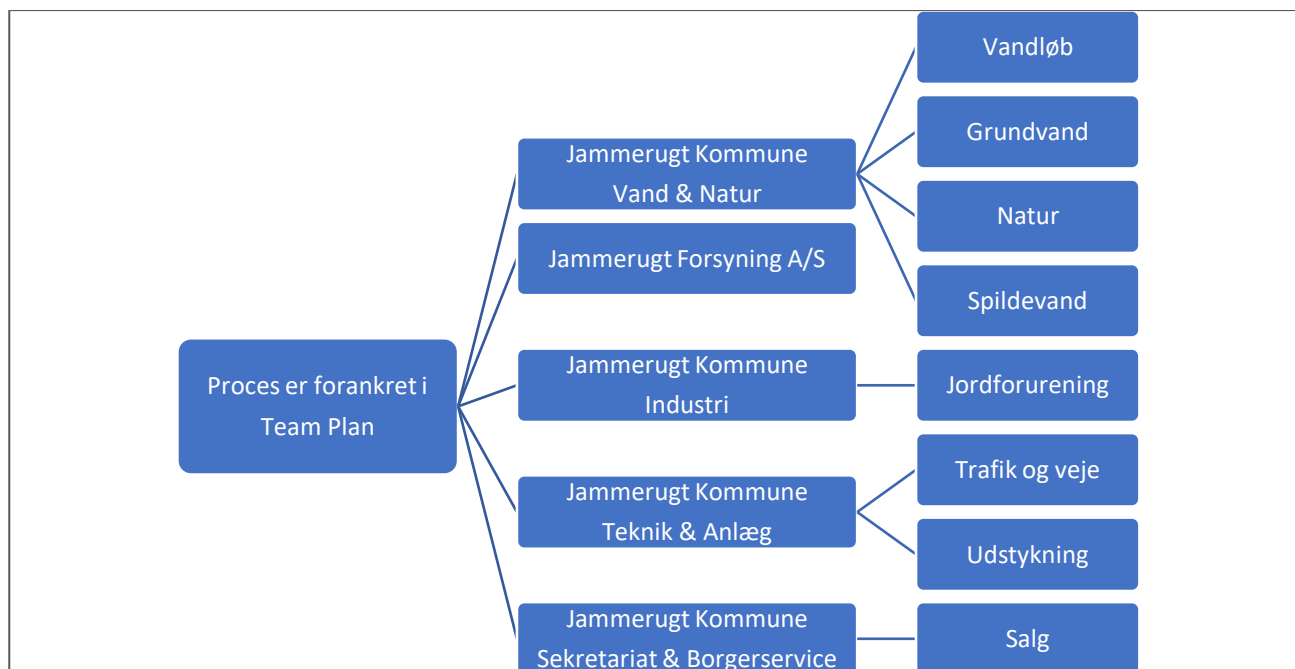 Proces er forankret i
Team Plan
Jammerugt Kommune
Vand & Natur
Vandløb
Grundvand
Natur
Spildevand
Jammerugt Forsyning A/S
Jammerugt Kommune
Industri
Jordforurening
Jammerugt Kommune
Teknik & Anlæg
Trafik og veje
Udstykning
Jammerugt Kommune
Sekretariat & Borgerservice
Salg